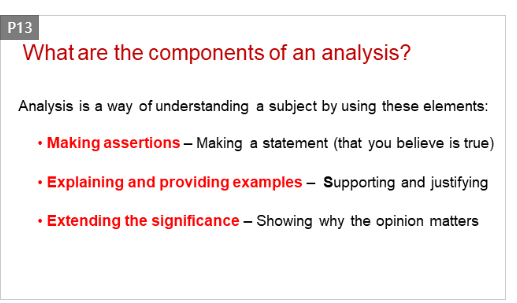 P13
What are the components of an analysis?
Analysis is a way of understanding a subject by using these elements:
• Making assertions – Making a statement (that you believe is true)
• Explaining and providing examples – Supporting and justifying
• Extending the significance – Showing why the opinion matters